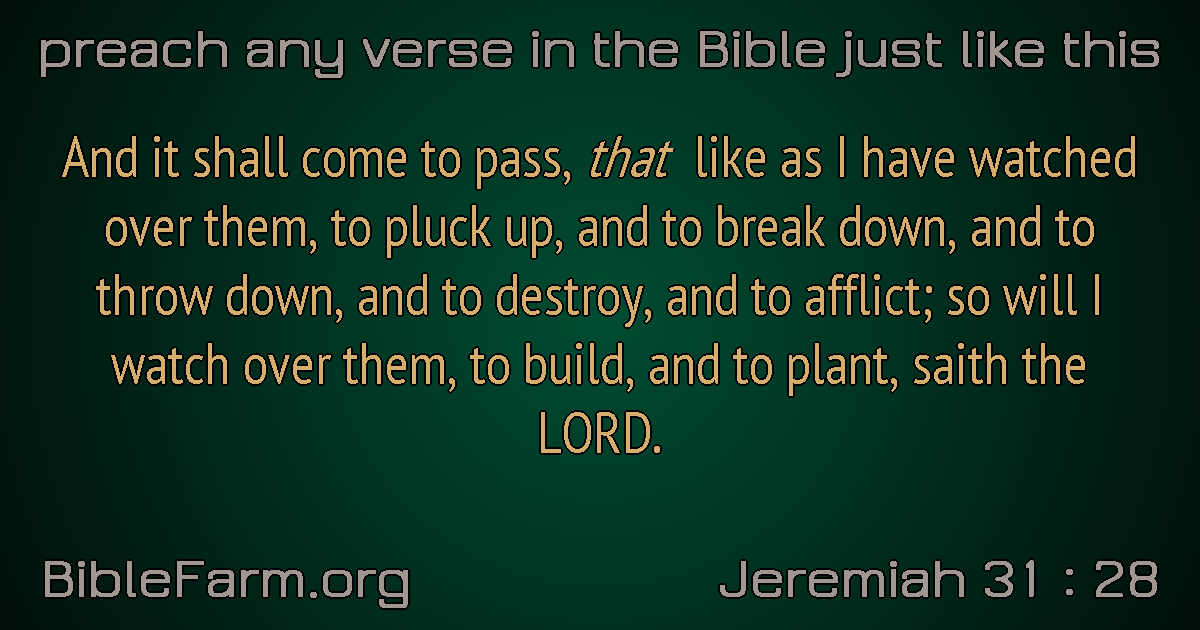 preach any verse in the Bible just like this
And it shall come to pass, that like as I have watched
over them, to pluck up, and to break down, and to
throw down, and to destroy, and to afflict; so will I
watch over them, to build, and to plant, saith the
LORD.
BibleFarm.org
Jeremiah 31 : 28